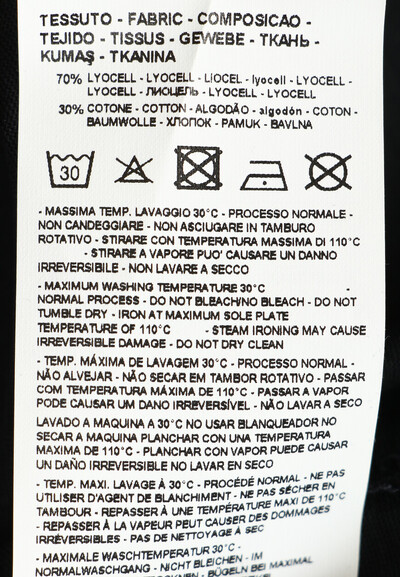 TESSUTO - FABRIC - COMPOSICAO -
TEJIDO - TISSUS - GEWEBE - ТКАНЬ -
KUMAŞ - TKANINA
70% LYOCELL - LYOCELL - LIOCEL - lyocell - LYOCELL -
LYOCELL - ЛИОЦЕЛЬ - LYOCELL - LYOCELL
30% COTONE - COTTON - ALGODÃO - algodón - COTON -
BAUMWOLLE - ХЛОПОК - PAMUK - BAVLNA
30
- MASSIMA TEMP. LAVAGGIO 30°C - PROCESSO NORMALE -
NON CANDEGGIARE - NON ASCIUGARE IN TAMBURO
ROTATIVO - STIRARE CON TEMPERATURA MASSIMA DI 110°C
- STIRARE A VAPORE PUO' CAUSARE UN DANNO
IRREVERSIBILE - NON LAVARE A SECCO
- MAXIMUM WASHING TEMPERATURE 30°C -
NORMAL PROCESS - DO NOT BLEACH/NO BLEACH - DO NOT
TUMBLE DRY - IRON AT MAXIMUM SOLE PLATE
TEMPERATURE OF 110°C - STEAM IRONING MAY CAUSE
IRREVERSIBLE DAMAGE - DO NOT DRY CLEAN
- TEMP. MÁXIMA DE LAVAGEM 30°C - PROCESSO NORMAL -
NÃO ALVEJAR - NÃO SECAR EM TAMBOR ROTATIVO - PASSAR
COM TEMPERATURA MÁXIMA DE 110°C - PASSAR A VAPOR
PODE CAUSAR UM DANO IRREVERSÍVEL - NÃO LAVAR A SECO
LAVADO A MAQUINA A 30°C NO USAR BLANQUEADOR NO
SECAR A MAQUINA PLANCHAR CON UNA TEMPERATURA
MAXIMA DE 110°C - PLANCHAR CON VAPOR PUEDE CAUSAR
UN DAÑO IRREVERSIBLE NO LAVAR EN SECO
- TEMP. MAXI. LAVAGE À 30°C - PROCÉDÉ NORMAL - NE PAS
UTILISER D'AGENT DE BLANCHIMENT - NE PAS SÉCHER EN
TAMBOUR - REPASSER À UNE TEMPÉRATURE MAXI DE 110°C
- REPASSER À LA VAPEUR PEUT CAUSER DES DOMMAGES
IRRÉVERSIBLES - PAS DE NETTOYAGE À SEC
- MAXIMALE WASCHTEMPERATUR 30°C -
NORMALWASCHGANG - NICHT BLEICHEN - IM
TROCKNEN - BÜGELN BEI MAXIMAL